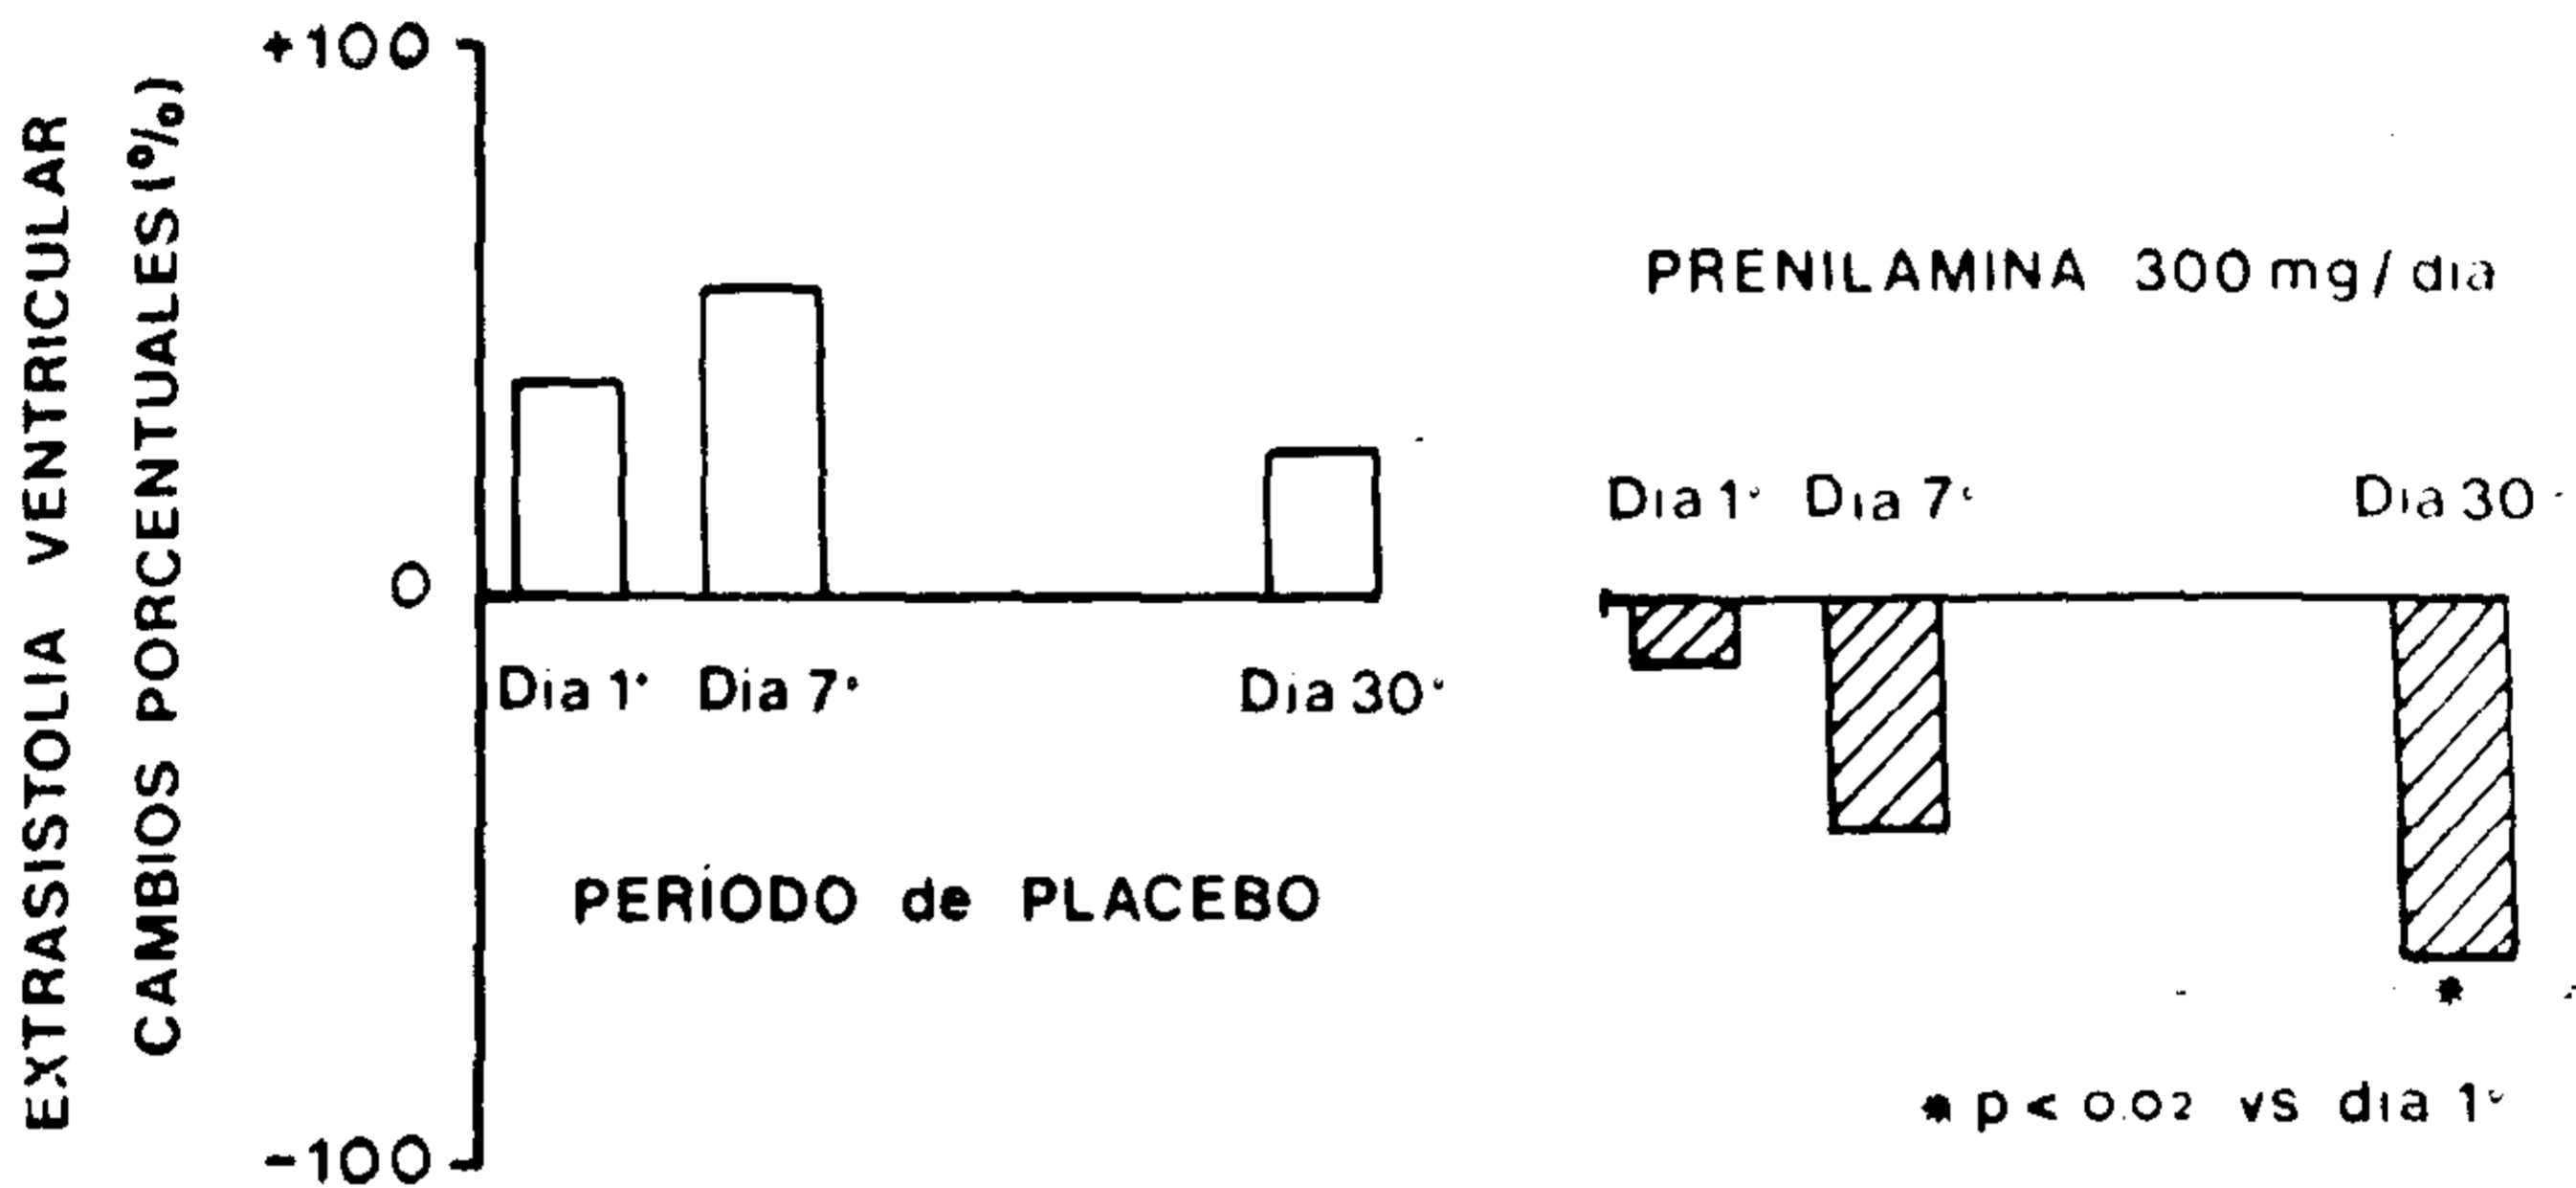 EXTRASISTOLIA VENTRICULAR
CAMBIOS PORCENTUALES (%)
+100
0
-100
Dia 1° Dia 7° Dia 30°
PERÍODO de PLACEBO
PRENILAMINA 300 mg/dia
Dia 1° Dia 7° Dia 30
* p < 0.02 vs dia 1°